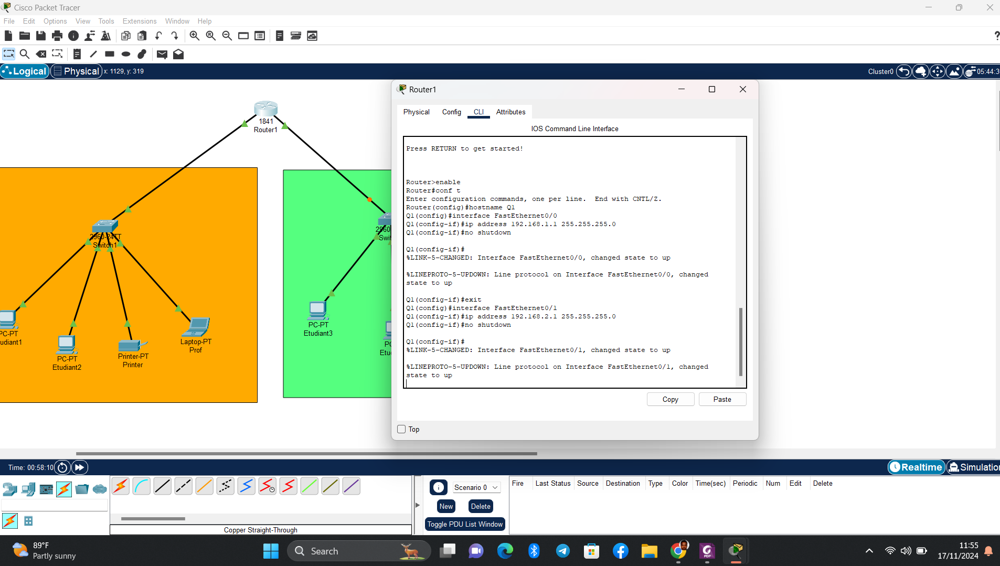 Cisco Packet Tracer
File Edit Options View Tools Extensions Window Help
?
Logical Physical x: 1129, y: 319
Cluster0 05:44:3
1841
Router1
2960-24TT
Switch1
PC-PT
udiant1
PC-PT
Etudiant2
Printer-PT
Printer
Laptop-PT
Prof
2960
Swit
PC-PT
Etudiant3
PC
Etu
Router1
Physical Config CLI Attributes
IOS Command Line Interface
Press RETURN to get started!
Router>enable
Router#conf t
Enter configuration commands, one per line.  End with CNTL/Z.
Router(config)#hostname Q1
Q1(config)#interface FastEthernet0/0
Q1(config-if)#ip address 192.168.1.1 255.255.255.0
Q1(config-if)#no shutdown
Q1(config-if)#
%LINK-5-CHANGED: Interface FastEthernet0/0, changed state to up
%LINEPROTO-5-UPDOWN: Line protocol on Interface FastEthernet0/0, changed
state to up
Q1(config-if)#exit
Q1(config)#interface FastEthernet0/1
Q1(config-if)#ip address 192.168.2.1 255.255.255.0
Q1(config-if)#no shutdown
Q1(config-if)#
%LINK-5-CHANGED: Interface FastEthernet0/1, changed state to up
%LINEPROTO-5-UPDOWN: Line protocol on Interface FastEthernet0/1, changed
state to up
Copy Paste
Top
Time: 00:58:10
Realtime Simulation
Scenario 0
New Delete
Toggle PDU List Window
Fire Last Status Source Destination Type Color Time(sec) Periodic Num Edit Delete
Copper Straight-Through
89°F
Partly sunny
Search
PDF
11:55
17/11/2024